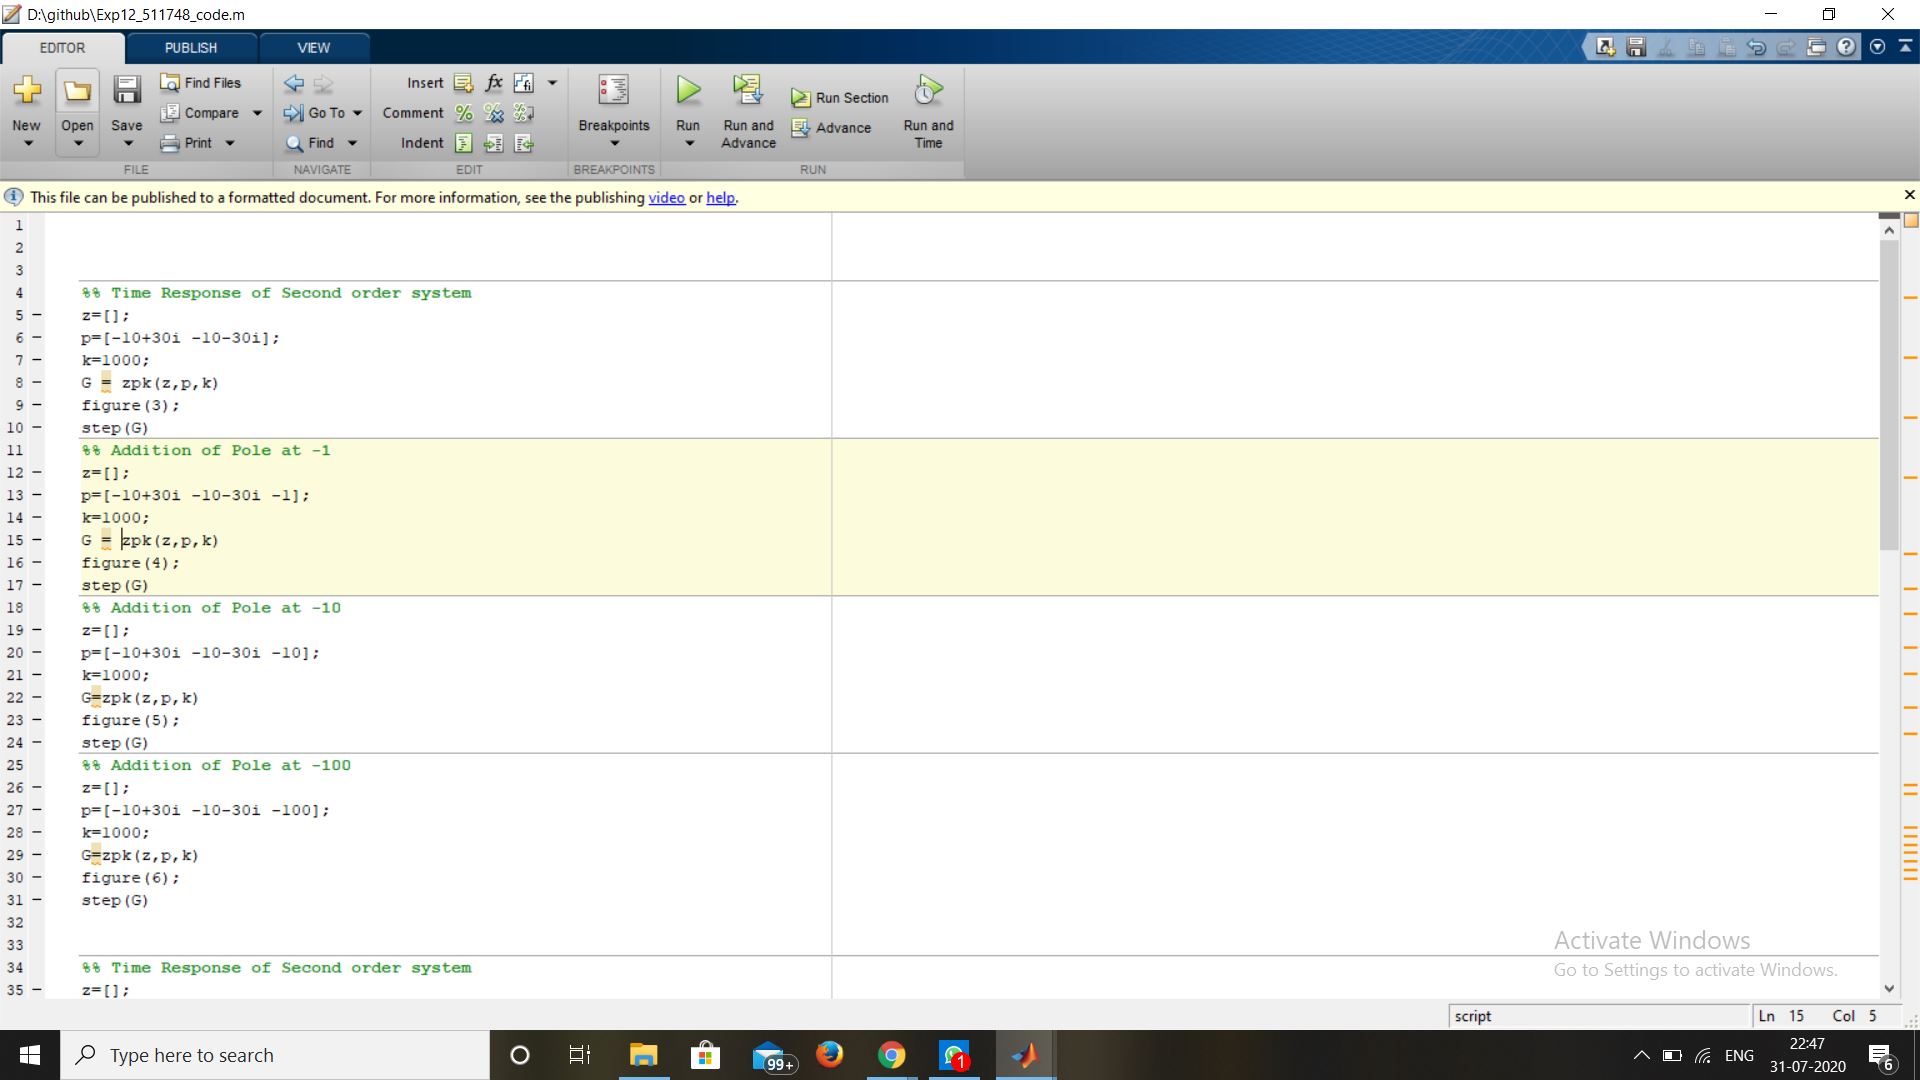 D:\github\Exp12_511748_code.m
EDITOR PUBLISH VIEW
New Open Save Find Files Compare Print
Go To Find
Insert fx fi
Comment % %
Indent
Breakpoints
Run Run and Advance Run Section Advance Run and Time
FILE NAVIGATE EDIT BREAKPOINTS RUN
This file can be published to a formatted document. For more information, see the publishing video or help.
1
2
3
4 %% Time Response of Second order system
5 – z=[];
6 – p=[-10+30i -10-30i];
7 – k=1000;
8 – G = zpk(z,p,k)
9 – figure(3);
10 – step(G)
11 %% Addition of Pole at -1
12 – z=[];
13 – p=[-10+30i -10-30i -1];
14 – k=1000;
15 – G = zpk(z,p,k)
16 – figure(4);
17 – step(G)
18 %% Addition of Pole at -10
19 – z=[];
20 – p=[-10+30i -10-30i -10];
21 – k=1000;
22 – G=zpk(z,p,k)
23 – figure(5);
24 – step(G)
25 %% Addition of Pole at -100
26 – z=[];
27 – p=[-10+30i -10-30i -100];
28 – k=1000;
29 – G=zpk(z,p,k)
30 – figure(6);
31 – step(G)
32
33
34 %% Time Response of Second order system
35 – z=[];
Activate Windows
Go to Settings to activate Windows.
script Ln 15 Col 5
Type here to search
99+ 1 ENG 22:47
31-07-2020 6